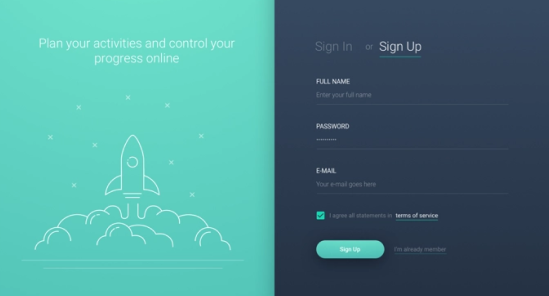 Plan your activities and control your
progress online
Sign In or Sign Up
FULL NAME
Enter your full name
PASSWORD
E-MAIL
Your e-mail goes here
I agree all statements in terms of service
Sign Up I'm already member